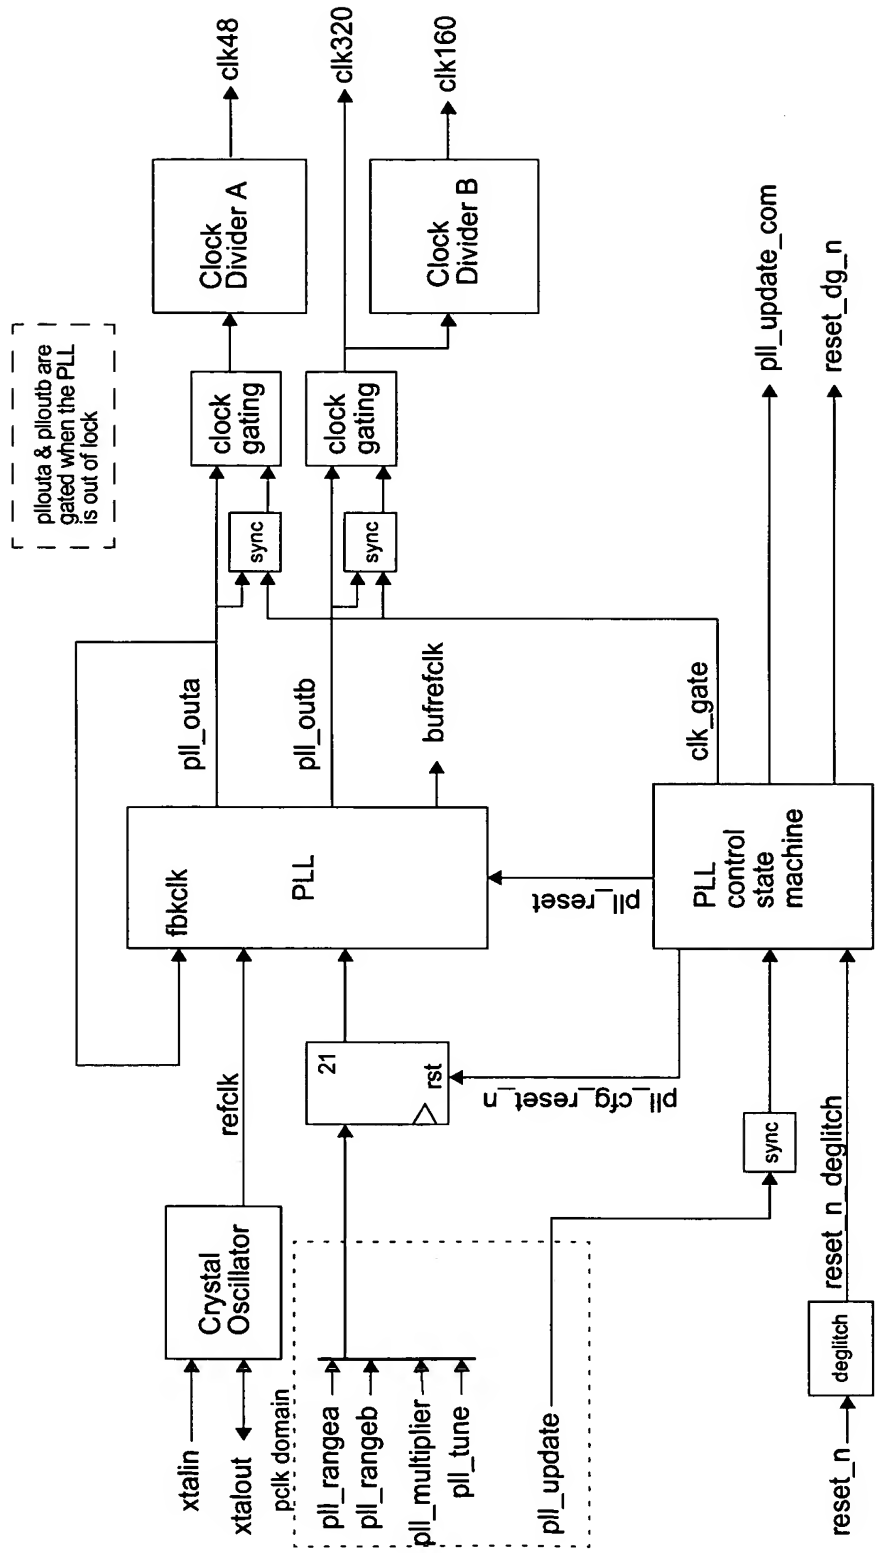 pllouta & plloutb are
gated when the PLL
is out of lock
xtalin
xtalout
Crystal
Oscillator
refclk
fbkclk
PLL
pll_outa
pll_outb
bufrefclk
sync
clock
gating
Clock
Divider A
clk48
sync
clock
gating
clk320
Clock
Divider B
clk160
pclk domain
pll_rangea
pll_rangeb
pll_multiplier
pll_tune
pll_update
21
rst
pll_cfg_reset_n
pll_reset
sync
PLL
control
state
machine
clk_gate
pll_update_com
reset_dg_n
reset_n
deglitch
reset_n_deglitch